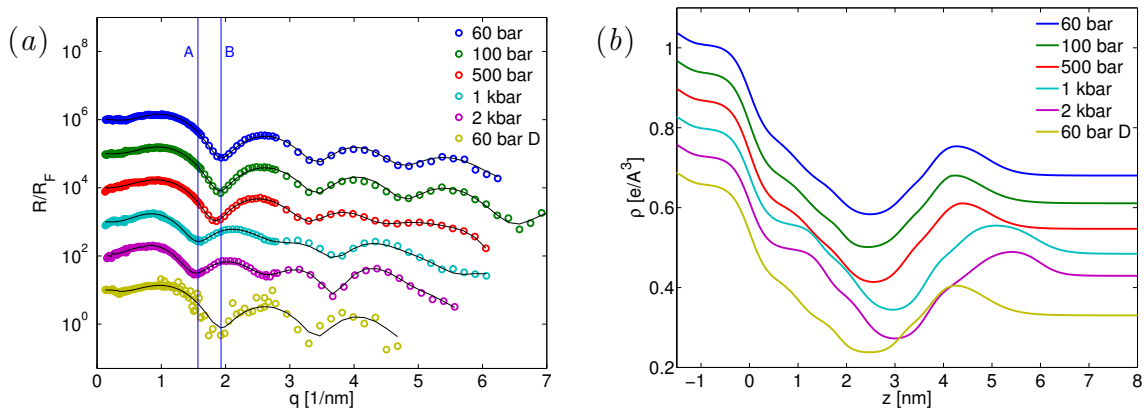 (a)
A
B
60 bar
100 bar
500 bar
1 kbar
2 kbar
60 bar D
R/R_F
10^8
10^6
10^4
10^2
10^0
0 1 2 3 4 5 6 7
q [1/nm]
(b)
60 bar
100 bar
500 bar
1 kbar
2 kbar
60 bar D
ρ [e/A^3]
1
0.8
0.6
0.4
0.2
−1 0 1 2 3 4 5 6 7 8
z [nm]